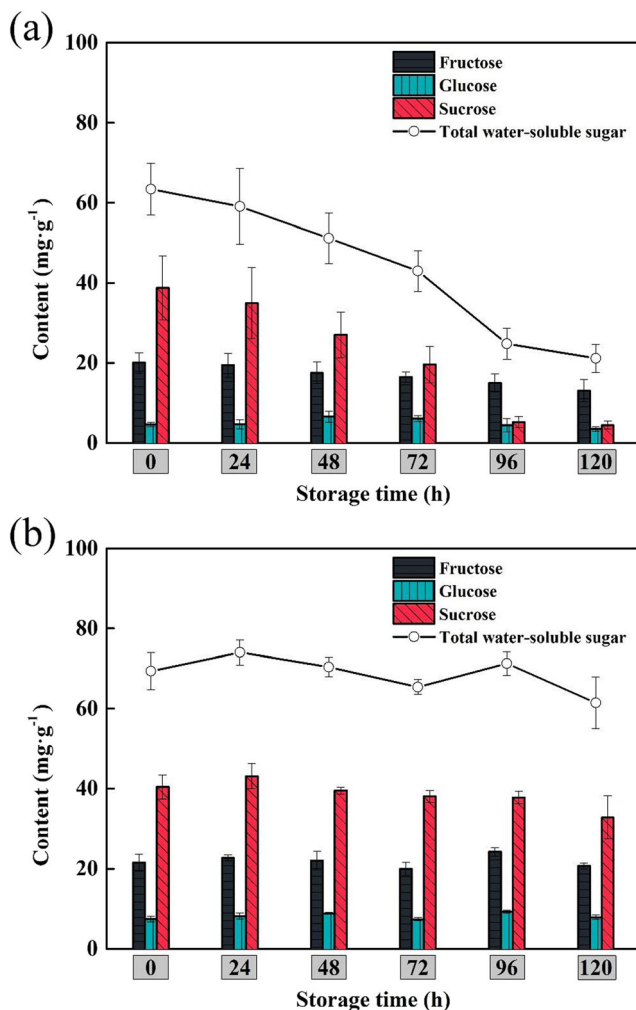 (a)
100
80
60
40
20
0
Content (mg·g⁻¹)
Fructose
Glucose
Sucrose
Total water-soluble sugar
0 24 48 72 96 120
Storage time (h)
(b)
100
80
60
40
20
0
Content (mg·g⁻¹)
Fructose
Glucose
Sucrose
Total water-soluble sugar
0 24 48 72 96 120
Storage time (h)